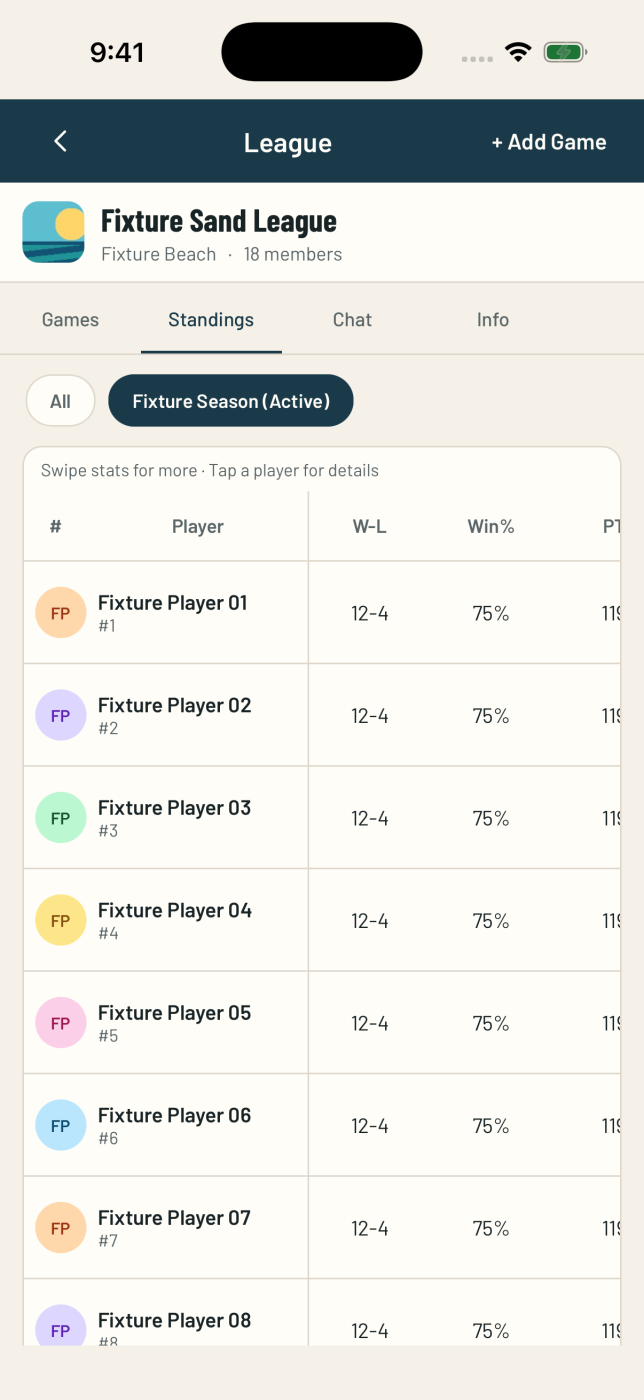 9:41
League
+ Add Game
Fixture Sand League
Fixture Beach · 18 members
Games Standings Chat Info
All Fixture Season (Active)
Swipe stats for more · Tap a player for details
# Player W-L Win%
FP Fixture Player 01 12-4 75%
#1
FP Fixture Player 02 12-4 75%
#2
FP Fixture Player 03 12-4 75%
#3
FP Fixture Player 04 12-4 75%
#4
FP Fixture Player 05 12-4 75%
#5
FP Fixture Player 06 12-4 75%
#6
FP Fixture Player 07 12-4 75%
#7
FP Fixture Player 08 12-4 75%
#8